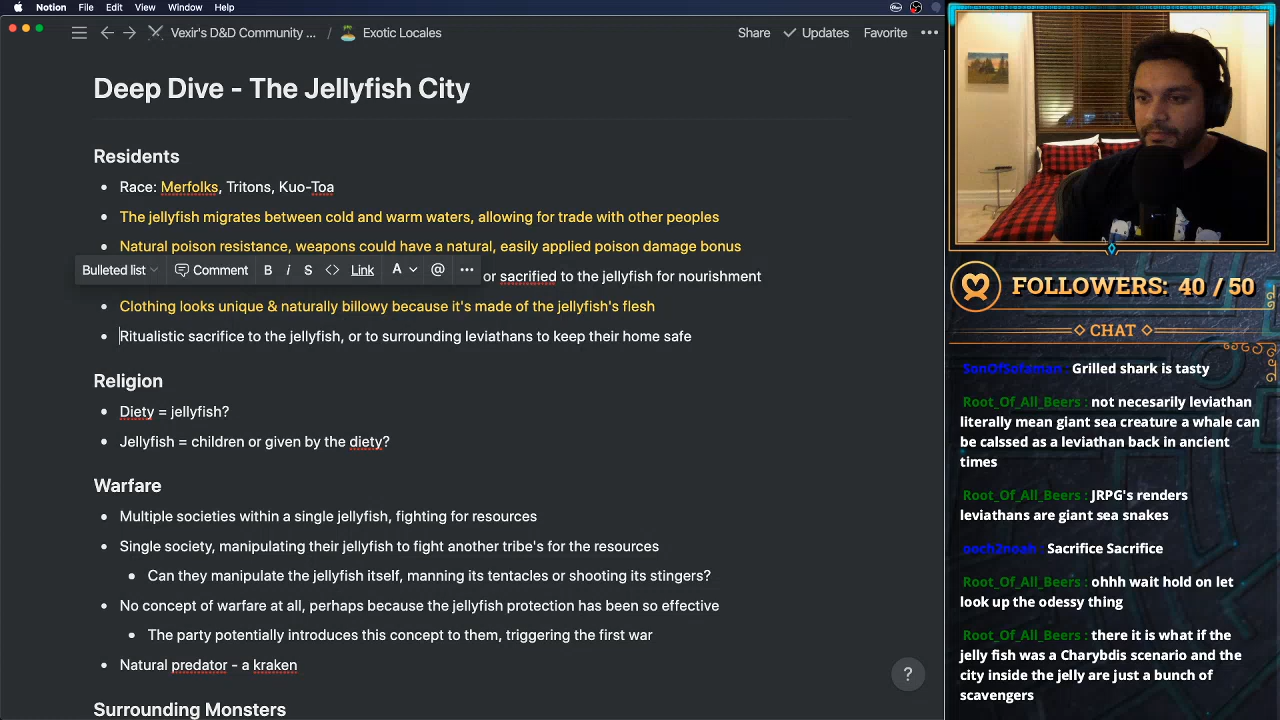 Notion File Edit View Window Help
Vexir's D&D Community ... / Exotic Locales
Share Updates Favorite
Deep Dive - The Jellyfish City
Residents
Race: Merfolks, Tritons, Kuo-Toa
The jellyfish migrates between cold and warm waters, allowing for trade with other peoples
Natural poison resistance, weapons could have a natural, easily applied poison damage bonus
Bulleted list Comment B i S <> Link A @ •••
or sacrified to the jellyfish for nourishment
Clothing looks unique & naturally billowy because it's made of the jellyfish's flesh
Ritualistic sacrifice to the jellyfish, or to surrounding leviathans to keep their home safe
Religion
Diety = jellyfish?
Jellyfish = children or given by the diety?
Warfare
Multiple societies within a single jellyfish, fighting for resources
Single society, manipulating their jellyfish to fight another tribe's for the resources
Can they manipulate the jellyfish itself, manning its tentacles or shooting its stingers?
No concept of warfare at all, perhaps because the jellyfish protection has been so effective
The party potentially introduces this concept to them, triggering the first war
Natural predator - a kraken
Surrounding Monsters
?
FOLLOWERS: 40 / 50
CHAT
SonOfSofaman : Grilled shark is tasty
Root_Of_All_Beers : not necesarily leviathan
literally mean giant sea creature a whale can
be calssed as a leviathan back in ancient
times
Root_Of_All_Beers : JRPG's renders
leviathans are giant sea snakes
ooch2noah : Sacrifice Sacrifice
Root_Of_All_Beers : ohhh wait hold on let
look up the odessy thing
Root_Of_All_Beers : there it is what if the
jelly fish was a Charybdis scenario and the
city inside the jelly are just a bunch of
scavengers